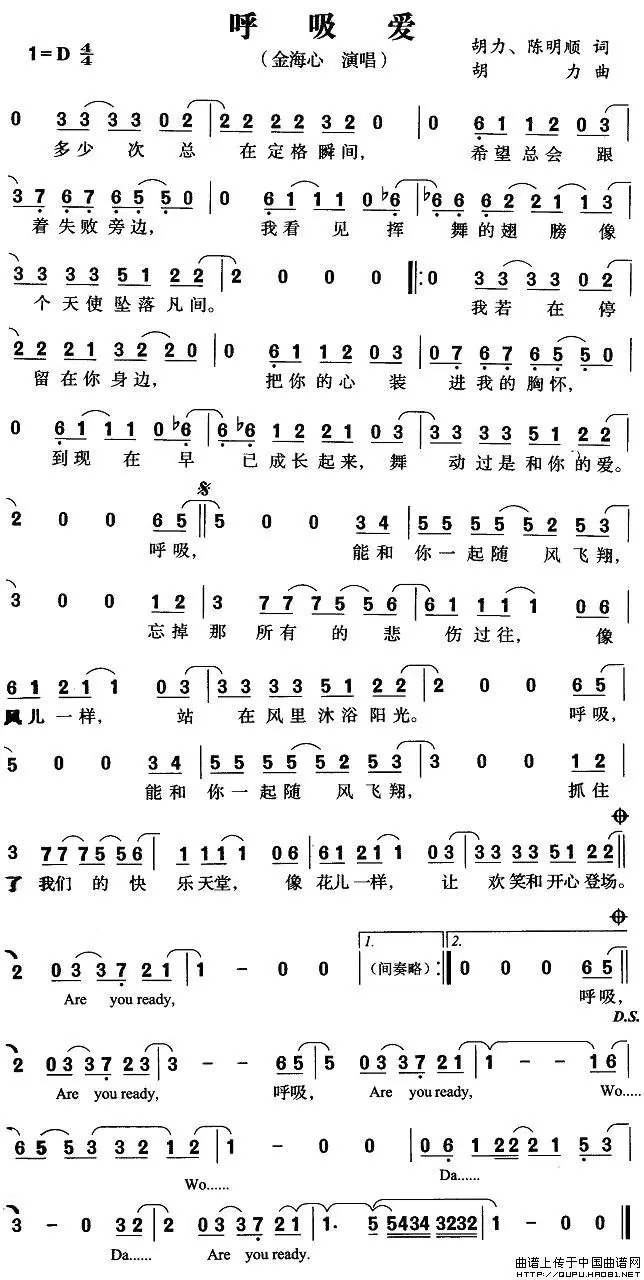 呼吸爱
1=D 4/4
（金海心 演唱）
胡力、陈明顺 词
胡 力 曲
0 3 3 3 3 0 2 | 2 2 2 2 3 2 0 | 0 6 1 1 2 0 3
多少 次 总 在定格瞬间， 希望总会 跟
3 7 6 7 6 5 5 0 | 0 6 1 1 1 0 ♭6 | ♭6 6 6 2 2 1 1 3
着失败旁边， 我看 见 挥 舞的翅 膀 像
3 3 3 3 5 1 2 2 | 2 0 0 0 ‖: 0 3 3 3 3 0 2
个天使坠落凡间。 我若 在 停
2 2 2 1 3 2 2 0 | 0 6 1 1 2 0 3 | 0 7 6 7 6 5 5 0
留在你身边， 把你的心 装 进我的胸怀，
0 6 1 1 1 0 ♭6 | ♭6 ♭6 1 2 2 1 0 3 | 3 3 3 3 5 1 2 2
到现 在 早 已成长起来，舞 动过是和你的爱。
2 0 0 6 5 ‖ 5 0 0 3 4 | 5 5 5 5 5 2 5 3
呼吸， 能和 你一起随 风飞翔，
3 0 0 1 2 | 3 7 7 7 5 5 6 | 6 1 1 1 1 0 6
忘掉 那 所有 的 悲 伤过往， 像
6 1 2 1 1 0 3 | 3 3 3 3 5 1 2 2 | 2 0 0 6 5
风儿一样， 站 在风里沐浴阳光。 呼吸，
5 0 0 3 4 | 5 5 5 5 5 2 5 3 | 3 0 0 1 2
能和 你一起随 风飞翔， 抓住
3 7 7 7 5 5 6 | 1 1 1 1 0 6 | 6 1 2 1 1 0 3 | 3 3 3 3 5 1 2 2 ‖
了 我们 的 快 乐天堂， 像 花儿一样， 让 欢笑和开心登场。
2 0 3 3 7 2 1 | 1 - 0 0 | 1. （间奏略） :‖ 2. 0 0 0 6 5 ‖
Are you ready, 呼吸，
D.S.
2 0 3 3 7 2 3 | 3 - - 6 5 | 5 0 3 3 7 2 1 | 1 - - 1 6
Are you ready, 呼吸， Are you ready, Wo......
6 5 5 3 3 2 1 2 | 1 - 0 0 | 0 6 1 2 2 2 1 5
Wo...... Da......
3 - 0 3 2 | 2 0 3 3 7 2 1 | 1. 5 5 4 3 4 3 2 3 2 | 1 - 0 0 ‖
Da...... Are you ready.
曲谱上传于中国曲谱网
HTTP://QUPU.HAO81.NET